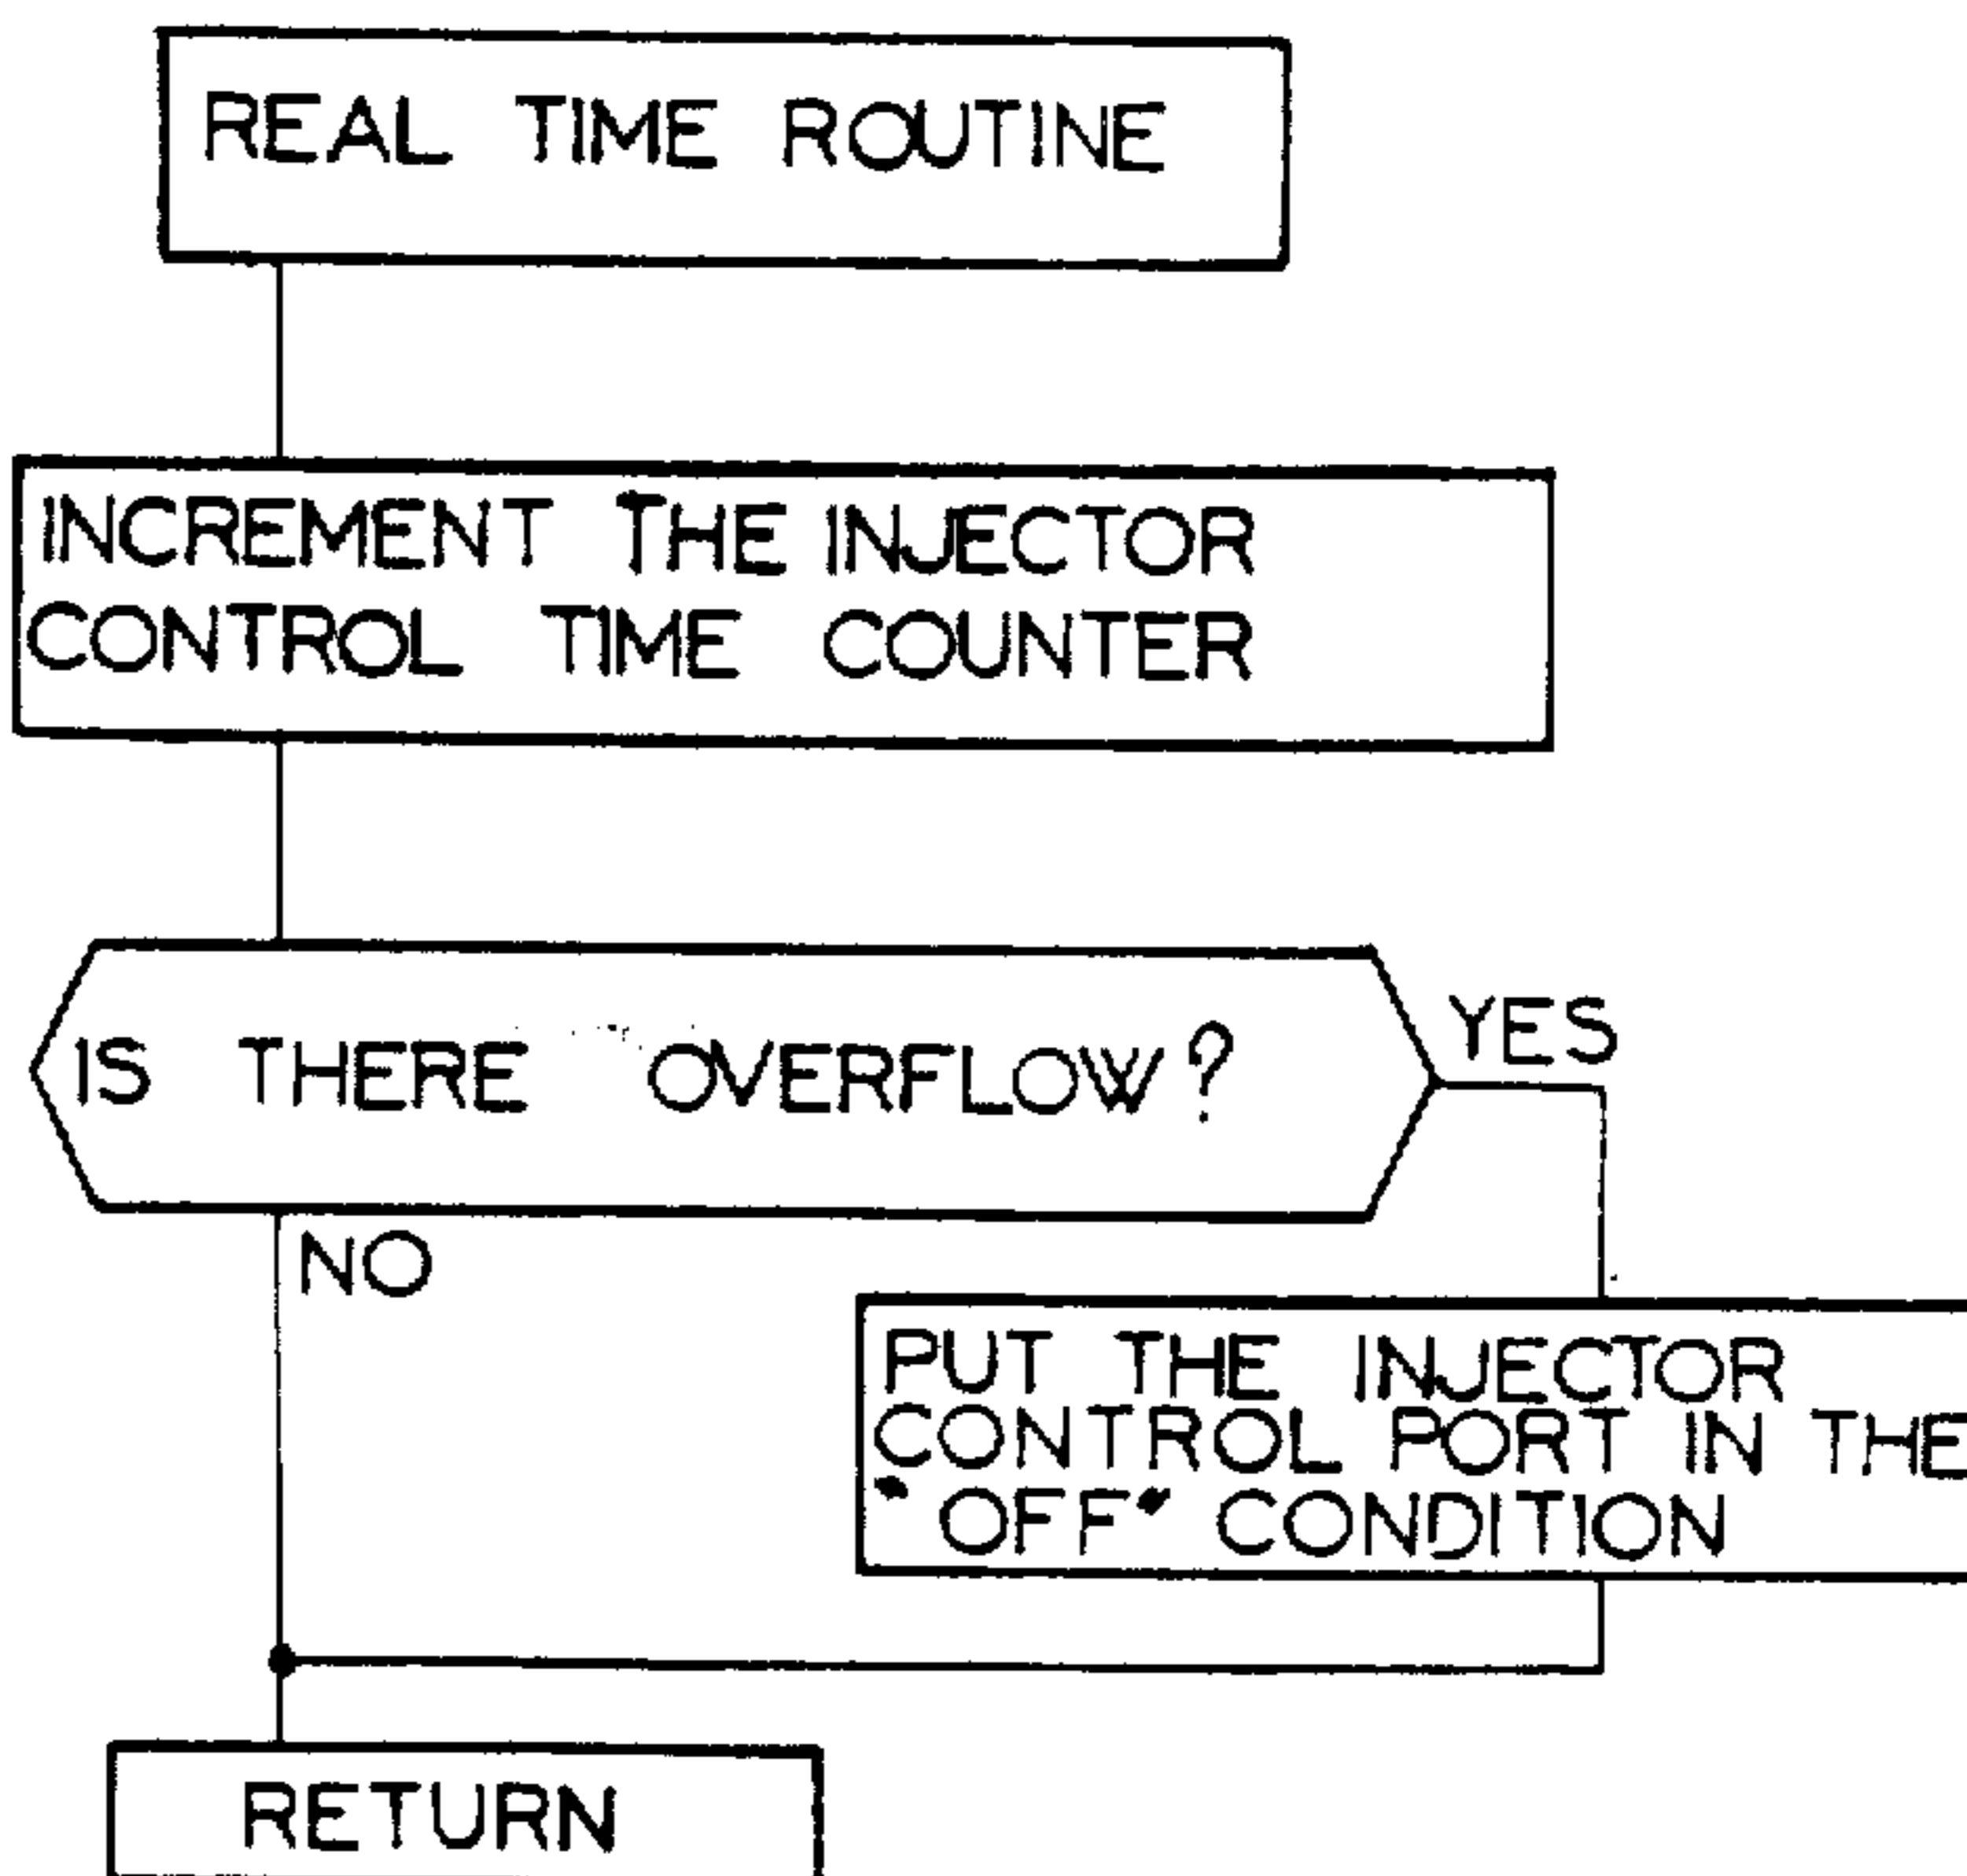 REAL TIME ROUTINE
INCREMENT THE INJECTOR
CONTROL TIME COUNTER
IS THERE OVERFLOW?
YES
NO
PUT THE INJECTOR
CONTROL PORT IN THE
"OFF" CONDITION
RETURN